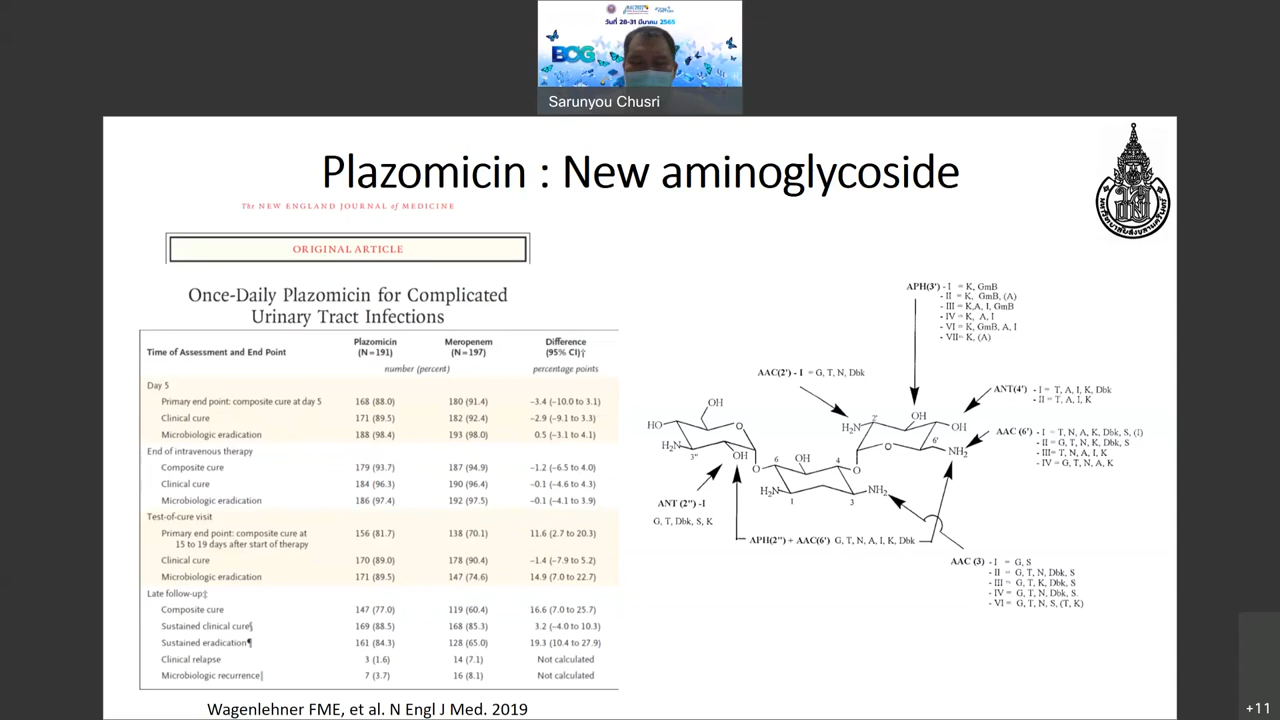 วันที่ 28-31 มีนาคม 2565
BCG
Sarunyou Chusri
Plazomicin : New aminoglycoside
The NEW ENGLAND JOURNAL of MEDICINE
ORIGINAL ARTICLE
Once-Daily Plazomicin for Complicated
Urinary Tract Infections
Time of Assessment and End Point Plazomicin (N=191) Meropenem (N=197) Difference (95% CI)†
number (percent) percentage points
Day 5
Primary end point: composite cure at day 5 168 (88.0) 180 (91.4) −3.4 (−10.0 to 3.1)
Clinical cure 171 (89.5) 182 (92.4) −2.9 (−9.1 to 3.3)
Microbiologic eradication 188 (98.4) 193 (98.0) 0.5 (−3.1 to 4.1)
End of intravenous therapy
Composite cure 179 (93.7) 187 (94.9) −1.2 (−6.5 to 4.0)
Clinical cure 184 (96.3) 190 (96.4) −0.1 (−4.6 to 4.3)
Microbiologic eradication 186 (97.4) 192 (97.5) −0.1 (−4.1 to 3.9)
Test-of-cure visit
Primary end point: composite cure at
15 to 19 days after start of therapy 156 (81.7) 138 (70.1) 11.6 (2.7 to 20.3)
Clinical cure 170 (89.0) 178 (90.4) −1.4 (−7.9 to 5.2)
Microbiologic eradication 171 (89.5) 147 (74.6) 14.9 (7.0 to 22.7)
Late follow-up‡
Composite cure 147 (77.0) 119 (60.4) 16.6 (7.0 to 25.7)
Sustained clinical cure§ 169 (88.5) 168 (85.3) 3.2 (−4.0 to 10.3)
Sustained eradication¶ 161 (84.3) 128 (65.0) 19.3 (10.4 to 27.9)
Clinical relapse 3 (1.6) 14 (7.1) Not calculated
Microbiologic recurrence‖ 7 (3.7) 16 (8.1) Not calculated
Wagenlehner FME, et al. N Engl J Med. 2019
APH(3') - I = K, GmB
- II = K, GmB, (A)
- III = K,A, I, GmB
- IV = K, A, I
- VI = K, GmB, A, I
- VII= K, (A)
AAC(2') - I = G, T, N, Dbk
ANT(4') - I = T, A, I, K, Dbk
- II = T, A, I, K
AAC (6') - I = T, N, A, K, Dbk, S, (I)
- II = G, T, N, K, Dbk, S
- III= T, N, A, I, K
- IV = G, T, N, A, K
OH
HO
O
H₂N
3"
OH
O
6
OH
4
O
H₂N
1
3
NH₂
H₂N
2'
OH
OH
O
6'
NH₂
ANT (2") -I
G, T, Dbk, S, K
APH(2") + AAC(6') G, T, N, A, I, K, Dbk
AAC (3) - I = G, S
- II = G, T, N, Dbk, S
- III = G, T, K, Dbk, S
- IV = G, T, N, Dbk, S.
- VI = G, T, N, S, (T, K)
+11